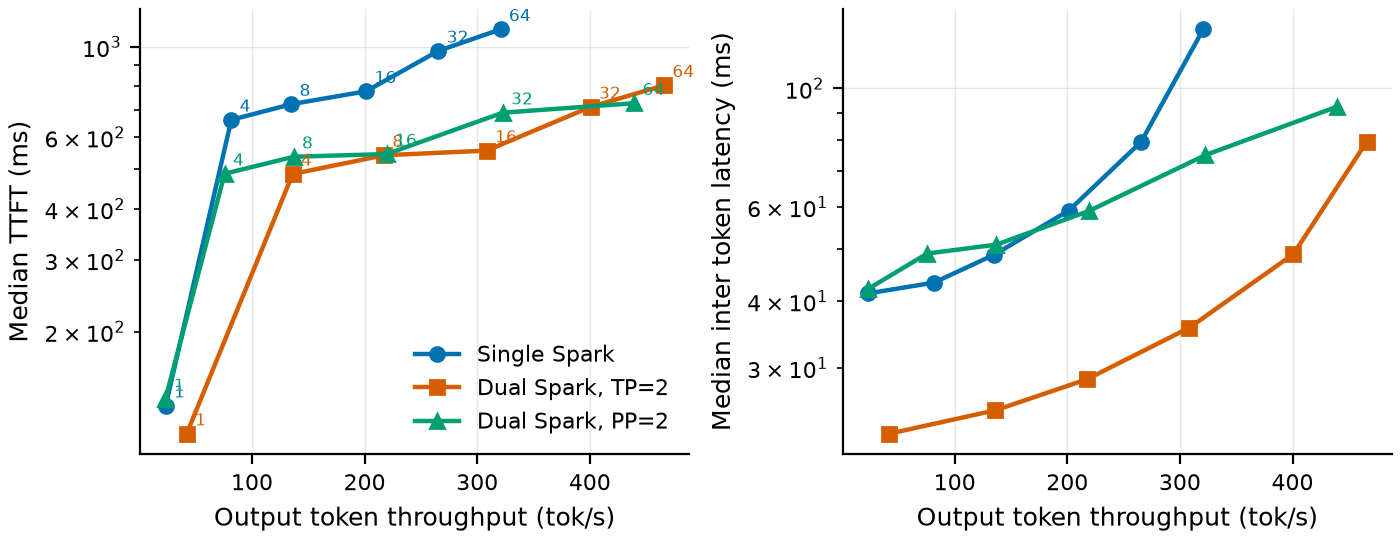 Median TTFT (ms)
10³
6 × 10²
4 × 10²
3 × 10²
2 × 10²
1
4
8
16
32
64
1
4
8
16
32
64
1
4
8
16
32
64
Single Spark
Dual Spark, TP=2
Dual Spark, PP=2
100
200
300
400
Output token throughput (tok/s)
Median inter token latency (ms)
10²
6 × 10¹
4 × 10¹
3 × 10¹
100
200
300
400
Output token throughput (tok/s)